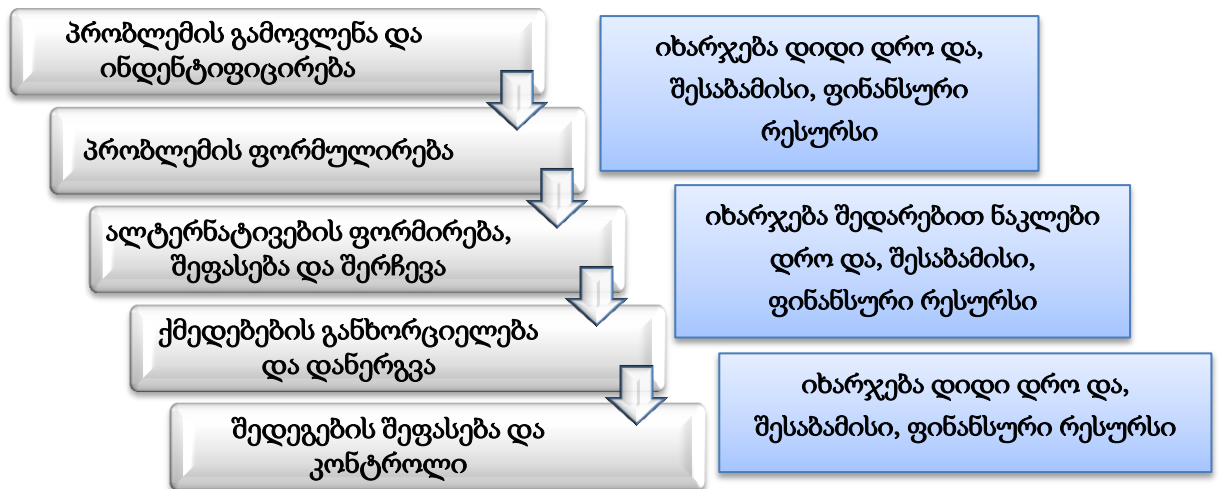 პრობლემის გამოვლენა და
ინდენტიფიცირება
პრობლემის ფორმულირება
ალტერნატივების ფორმირება,
შეფასება და შერჩევა
ქმედებების განხორციელება
და დანერგვა
შედეგების შეფასება და
კონტროლი
იხარჯება დიდი დრო და,
შესაბამისი, ფინანსური
რესურსი
იხარჯება შედარებით ნაკლები
დრო და, შესაბამისი,
ფინანსური რესურსი
იხარჯება დიდი დრო და,
შესაბამისი, ფინანსური რესურსი